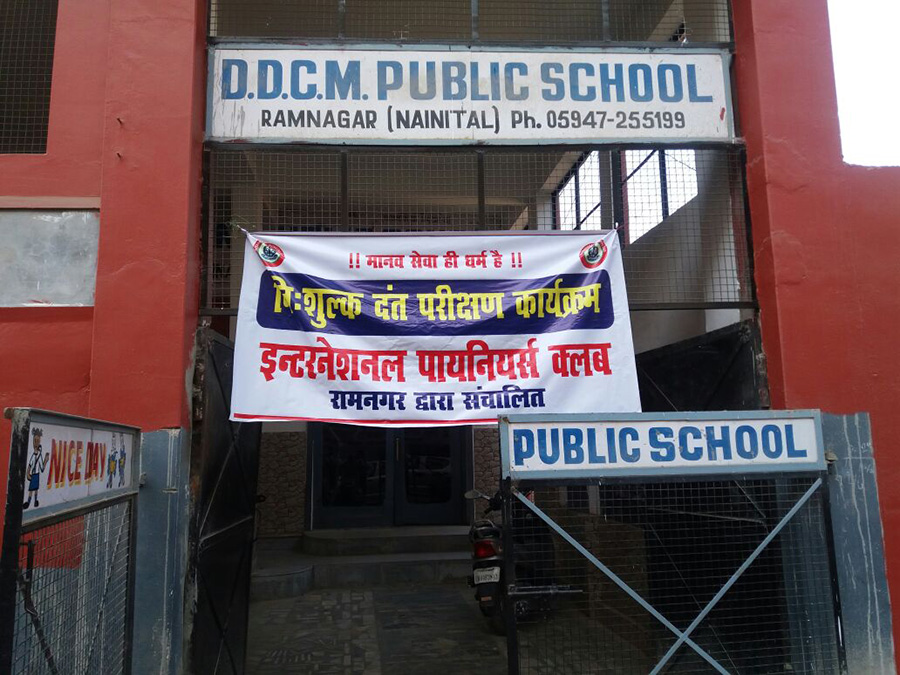 D.D.C.M. PUBLIC SCHOOL
RAMNAGAR (NAINITAL) Ph. 05947-255199
!! मानव सेवा ही धर्म है !!
नि:शुल्क दंत परीक्षण कार्यक्रम
इन्टरनेशनल पायनियर्स क्लब
रामनगर द्वारा संचालित
NICE DAY
PUBLIC SCHOOL